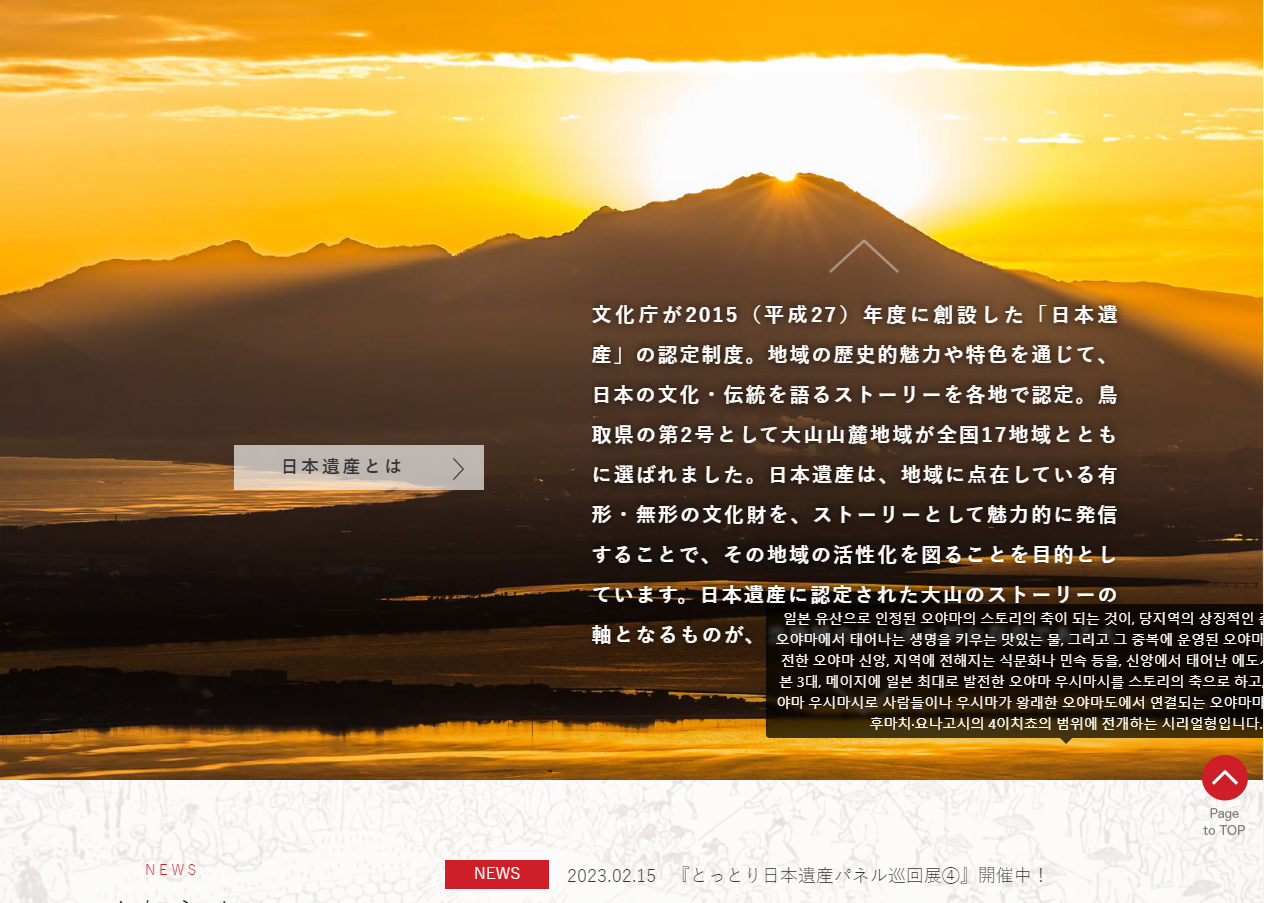 文化庁が2015（平成27）年度に創設した「日本遺
産」の認定制度。地域の歴史的魅力や特色を通じて、
日本の文化・伝統を語るストーリーを各地で認定。鳥
取県の第2号として大山山麓地域が全国17地域ととも
に選ばれました。日本遺産は、地域に点在している有
形・無形の文化財を、ストーリーとして魅力的に発信
することで、その地域の活性化を図ることを目的とし
ています。日本遺産に認定された大山のストーリーの
軸となるものが、
日本遺産とは
일본 유산으로 인정된 오야마의 스토리의 축이 되는 것이, 당지역의 상징적인
오야마에서 태어나는 생명을 키우는 맛있는 물, 그리고 그 중복에 운영된 오야마
전한 오야마 신앙, 지역에 전해지는 식문화나 민속 등을, 신앙에서 태어난 에도
본 3대, 메이지에 일본 최대로 발전한 오야마 우시마시를 스토리의 축으로 하고,
야마 우시마시로 사람들이나 우시마가 왕래한 오야마도에서 연결되는 오야마마
후마치·요나고시의 4이치쵸의 범위에 전개하는 시리얼형입니다.
Page
to TOP
NEWS
NEWS 2023.02.15 『とっとり日本遺産パネル巡回展④』開催中！